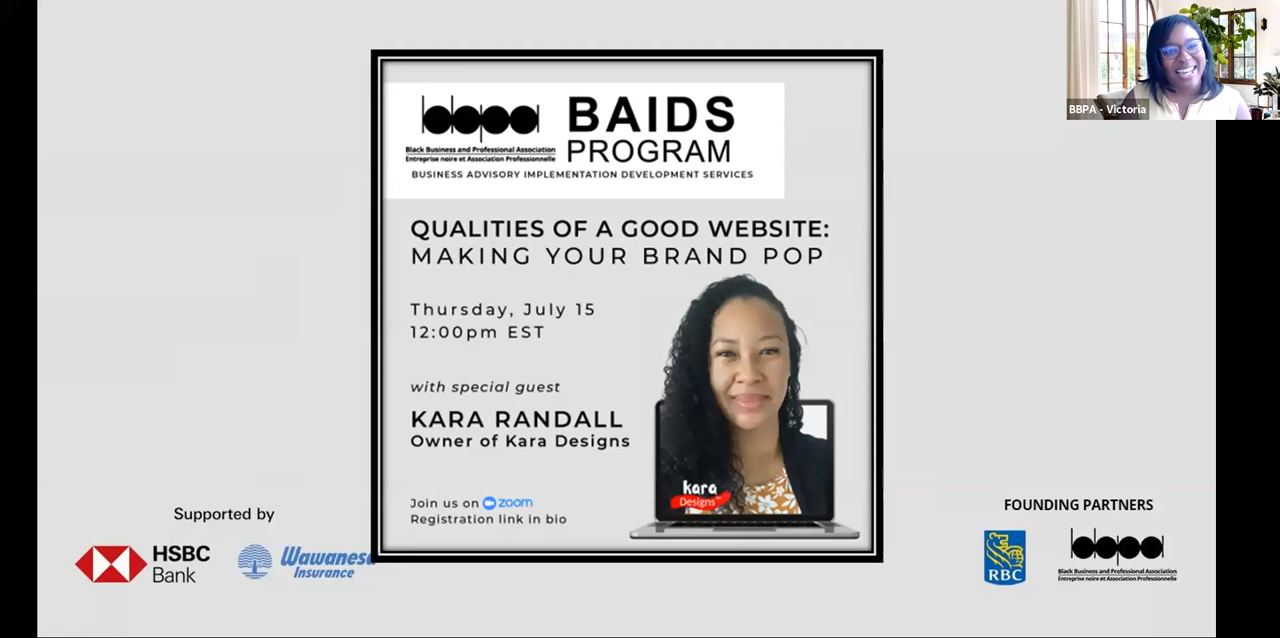 BBPA - Victoria
bbpa
Black Business and Professional Association
Entreprise noire et Association Professionnelle
BAIDS
PROGRAM
BUSINESS ADVISORY IMPLEMENTATION DEVELOPMENT SERVICES
QUALITIES OF A GOOD WEBSITE:
MAKING YOUR BRAND POP
Thursday, July 15
12:00pm EST
with special guest
KARA RANDALL
Owner of Kara Designs
kara
Designs™
Join us on zoom
Registration link in bio
Supported by
HSBC
Bank
Wawanesa
Insurance
FOUNDING PARTNERS
RBC
bbpa
Black Business and Professional Association
Entreprise noire et Association Professionnelle